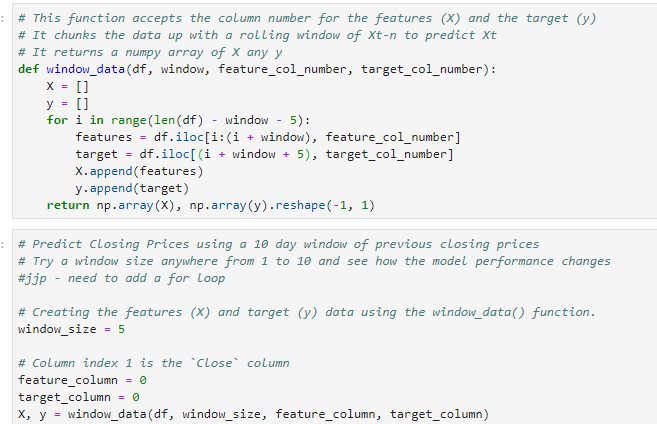 : # This function accepts the column number for the features (X) and the target (y)
# It chunks the data up with a rolling window of Xt-n to predict Xt
# It returns a numpy array of X any y
def window_data(df, window, feature_col_number, target_col_number):
    X = []
    y = []
    for i in range(len(df) - window - 5):
        features = df.iloc[i:(i + window), feature_col_number]
        target = df.iloc[(i + window + 5), target_col_number]
        X.append(features)
        y.append(target)
    return np.array(X), np.array(y).reshape(-1, 1)
: # Predict Closing Prices using a 10 day window of previous closing prices
# Try a window size anywhere from 1 to 10 and see how the model performance changes
#jjp - need to add a for loop
# Creating the features (X) and target (y) data using the window_data() function.
window_size = 5
# Column index 1 is the `Close` column
feature_column = 0
target_column = 0
X, y = window_data(df, window_size, feature_column, target_column)